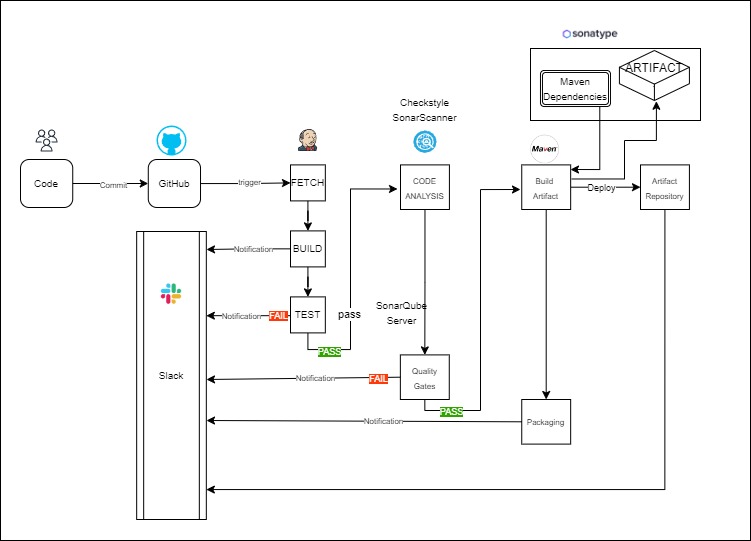 sonatype
ARTIFACT
Maven
Dependencies
Checkstyle
SonarScanner
Maven
Code
Commit
GitHub
trigger
FETCH
CODE
ANALYSIS
Build
Artifact
Deploy
Artifact
Repository
Notification
BUILD
Notification
FAIL
TEST
pass
SonarQube
Server
PASS
Slack
Notification
FAIL
Quality
Gates
PASS
Notification
Packaging